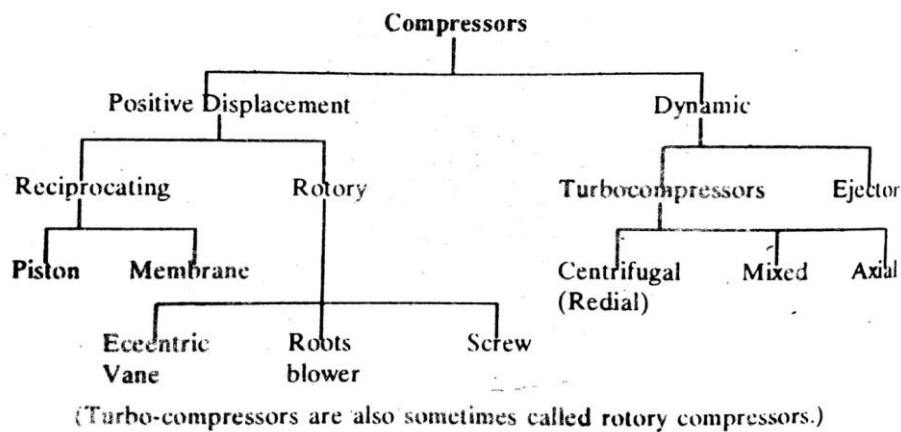 Compressors
Positive Displacement Dynamic
Reciprocating Rotory Turbocompressors Ejector
Piston Membrane Centrifugal Mixed Axial
(Redial)
Eceentric Roots Screw
Vane blower
(Turbo-compressors are also sometimes called rotory compressors.)